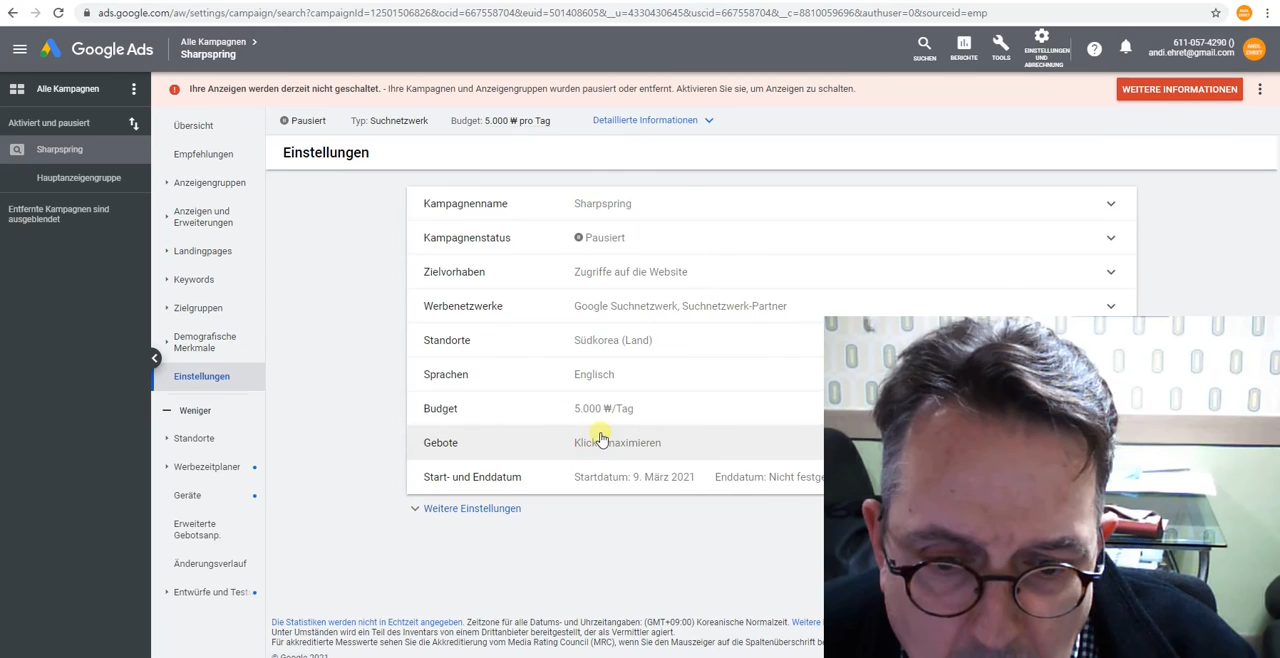 ads.google.com/aw/settings/campaign/search?campaignId=12501506826&ocid=667558704&euid=501408605&__u=4330430645&uscid=667558704&__c=8810059696&authuser=0&sourceid=emp
Google Ads
Alle Kampagnen
Sharpspring
SUCHEN
BERICHTE
TOOLS
EINSTELLUNGEN
UND
ABRECHNUNG
611-057-4290 ()
andi.ehret@gmail.com
Alle Kampagnen
Ihre Anzeigen werden derzeit nicht geschaltet. - Ihre Kampagnen und Anzeigengruppen wurden pausiert oder entfernt. Aktivieren Sie sie, um Anzeigen zu schalten.
WEITERE INFORMATIONEN
Aktiviert und pausiert
Sharpspring
Hauptanzeigengruppe
Entfernte Kampagnen sind
ausgeblendet
Übersicht
Empfehlungen
Anzeigengruppen
Anzeigen und
Erweiterungen
Landingpages
Keywords
Zielgruppen
Demografische
Merkmale
Einstellungen
Weniger
Standorte
Werbezeitplaner
Geräte
Erweiterte
Gebotsanp.
Änderungsverlauf
Entwürfe und Test
Pausiert
Typ: Suchnetzwerk
Budget: 5.000 ₩ pro Tag
Detaillierte Informationen
Einstellungen
Kampagnenname Sharpspring
Kampagnenstatus Pausiert
Zielvorhaben Zugriffe auf die Website
Werbenetzwerke Google Suchnetzwerk, Suchnetzwerk-Partner
Standorte Südkorea (Land)
Sprachen Englisch
Budget 5.000 ₩/Tag
Gebote Klicks maximieren
Start- und Enddatum Startdatum: 9. März 2021 Enddatum: Nicht festge
Weitere Einstellungen
Die Statistiken werden nicht in Echtzeit angegeben. Zeitzone für alle Datums- und Uhrzeitangaben: (GMT+09:00) Koreanische Normalzeit. Weitere
Unter Umständen wird ein Teil des Inventars von einem Drittanbieter bereitgestellt, der als Vermittler agiert.
Für akkreditierte Messwerte sehen Sie die Akkreditierung vom Media Rating Council (MRC), wenn Sie den Mauszeiger auf die Spaltenüberschrift be
© Google 2021